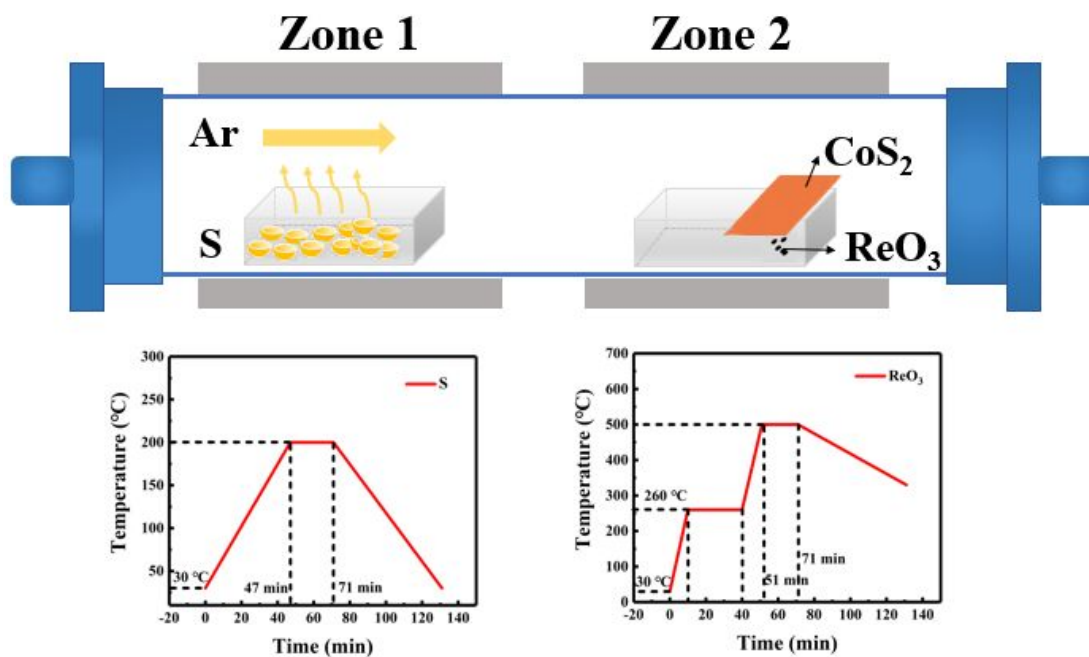 Zone 1 Zone 2
Ar
CoS₂
S
ReO₃
300
250
200
150
100
50
-20 0 20 40 60 80 100 120 140
Temperature (°C)
Time (min)
S
30 °C
47 min
71 min
700
600
500
400
300
200
100
0
-20 0 20 40 60 80 100 120 140
Temperature (°C)
Time (min)
ReO₃
260 °C
30 °C
51 min
71 min